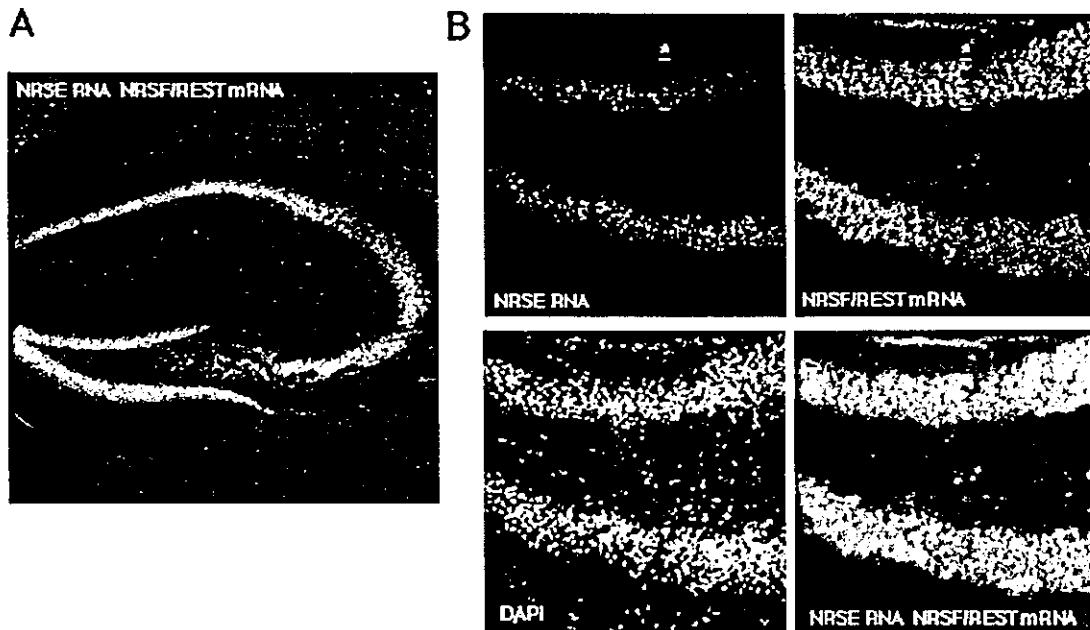 A
B
NRSE RNA NRSF/REST mRNA
NRSE RNA
NRSF/REST mRNA
DAPI
NRSE RNA NRSF/REST mRNA